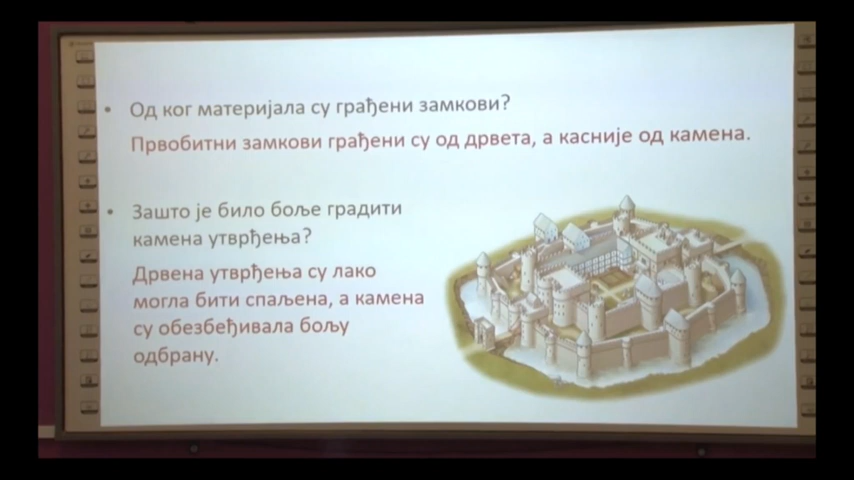 • Од ког материјала су грађени замкови?
Првобитни замкови грађени су од дрвета, а касније од камена.
• Зашто је било боље градити
камена утврђења?
Дрвена утврђења су лако
могла бити спаљена, а камена
су обезбеђивала бољу
одбрану.